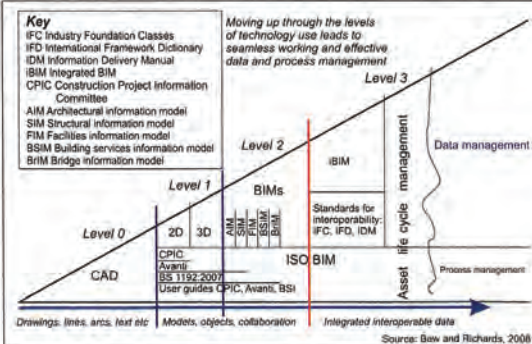 Key
IFC Industry Foundation Classes
IFD International Framework Dictionary
IDM Information Delivery Manual
iBIM Integrated BIM
CPIC Construction Project Information
Committee
AIM Architectural information model
SIM Structural information model
FIM Facilities information model
BSIM Building services information model
BrIM Bridge information model
Moving up through the levels
of technology use leads to
seamless working and effective
data and process management
Level 3
Level 2
Level 1
Level 0
CAD
2D
3D
BIMs
AIM
SIM
FIM
BSIM
BrIM
iBIM
Standards for
interoperability:
IFC, IFD, IDM
CPIC
Avanti
BS 1192:2007
User guides CPIC, Avanti, BSI
ISO BIM
Asset life cycle management
Data management
Process management
Drawings, lines, arcs, text etc
Models, objects, collaboration
Integrated interoperable data
Source: Bew and Richards, 2008